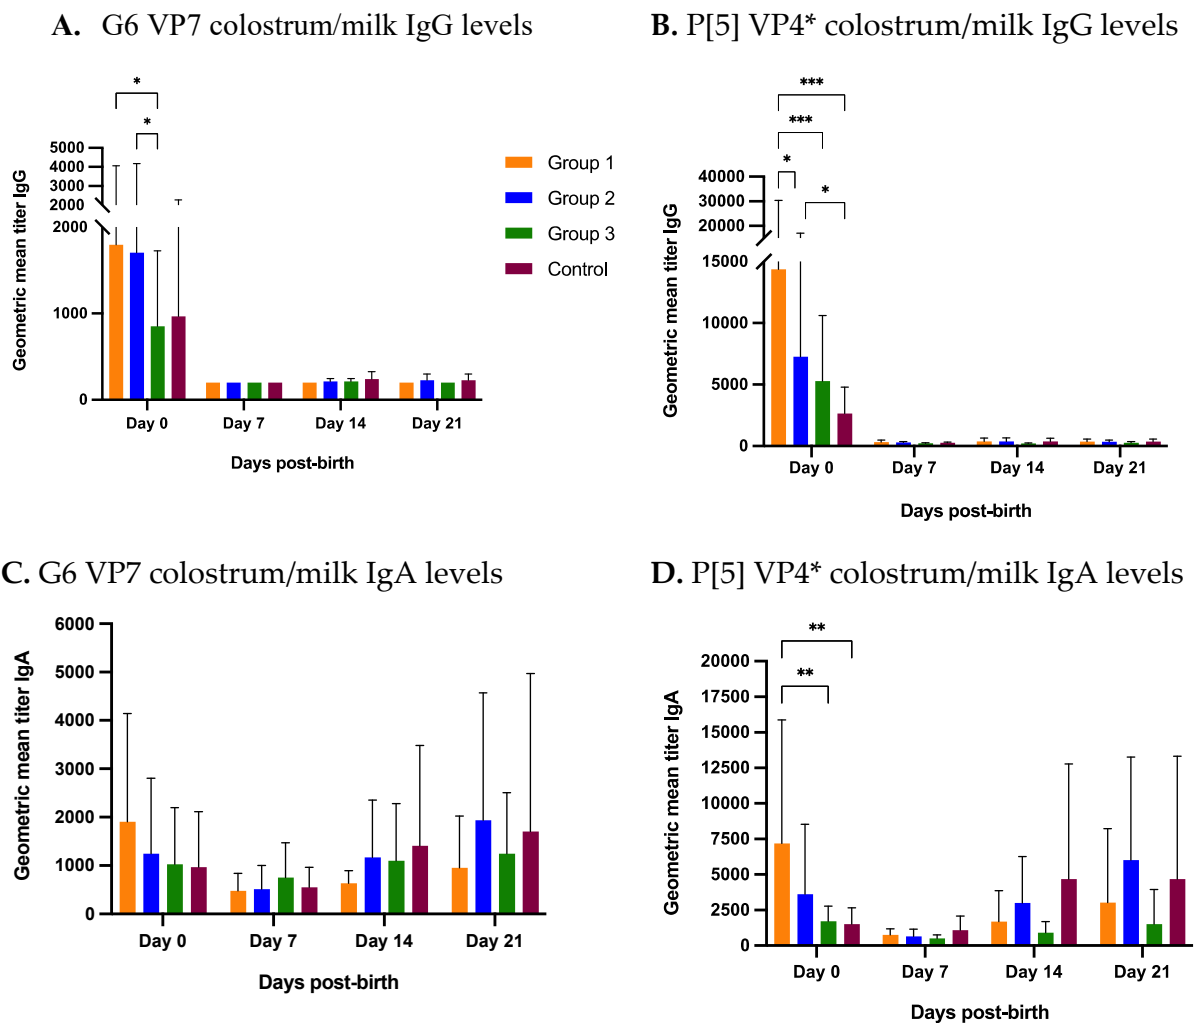 A. G6 VP7 colostrum/milk IgG levels
*
*
5000
4000
3000
2000
2000
1000
0
Geometric mean titer IgG
Day 0 Day 7 Day 14 Day 21
Days post-birth
Group 1
Group 2
Group 3
Control
B. P[5] VP4* colostrum/milk IgG levels
***
***
*
*
40000
30000
20000
15000
10000
5000
0
Geometric mean titer IgG
Day 0 Day 7 Day 14 Day 21
Days post-birth
C. G6 VP7 colostrum/milk IgA levels
6000
5000
4000
3000
2000
1000
0
Geometric mean titer IgA
Day 0 Day 7 Day 14 Day 21
Days post-birth
D. P[5] VP4* colostrum/milk IgA levels
**
**
20000
17500
15000
12500
10000
7500
5000
2500
0
Geometric mean titer IgA
Day 0 Day 7 Day 14 Day 21
Days post-birth